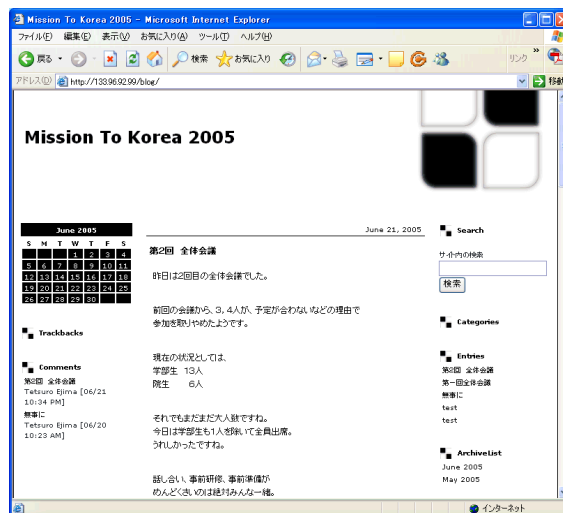 Mission To Korea 2005 - Microsoft Internet Explorer
ファイル(F) 編集(E) 表示(V) お気に入り(A) ツール(T) ヘルプ(H)
戻る 検索 お気に入り リンク »
アドレス(D) http://133.96.92.99/blog/ 移動
Mission To Korea 2005
June 2005
S M T W T F S
1 2 3 4
5 6 7 8 9 10 11
12 13 14 15 16 17 18
19 20 21 22 23 24 25
26 27 28 29 30
Trackbacks
Comments
第2回 全体会議
Tetsuro Ejima [06/21
10:34 PM]
無事に
Tetsuro Ejima [06/20
10:23 AM]
June 21, 2005
第2回 全体会議
昨日は2回目の全体会議でした。
前回の会議から、3，4人が、予定が合わないなどの理由で
参加を取りやめたようです。
現在の状況としては、
学部生 13人
院生 6人
それでもまだまだ大人数ですね。
今日は学部生も1人を除いて全員出席。
うれしかったですね。
話し合い、事前研修、事前準備が
めんどくさいのは絶対みんな一緒。
Search
サイト内の検索
検索
Categories
Entries
第2回 全体会議
第一回全体会議
無事に
test
test
ArchiveList
June 2005
May 2005
インターネット